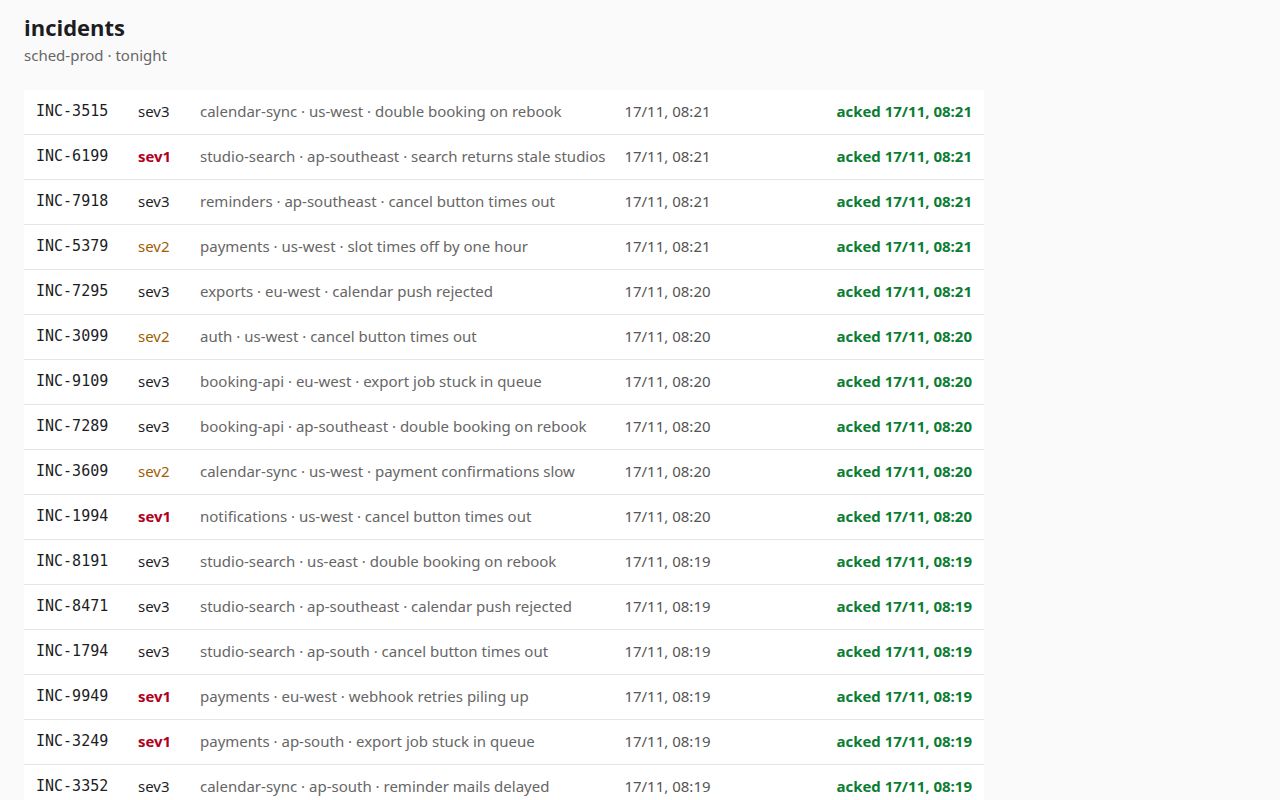 incidents
sched-prod · tonight
INC-3515 sev3 calendar-sync · us-west · double booking on rebook 17/11, 08:21 acked 17/11, 08:21
INC-6199 sev1 studio-search · ap-southeast · search returns stale studios 17/11, 08:21 acked 17/11, 08:21
INC-7918 sev3 reminders · ap-southeast · cancel button times out 17/11, 08:21 acked 17/11, 08:21
INC-5379 sev2 payments · us-west · slot times off by one hour 17/11, 08:21 acked 17/11, 08:21
INC-7295 sev3 exports · eu-west · calendar push rejected 17/11, 08:20 acked 17/11, 08:21
INC-3099 sev2 auth · us-west · cancel button times out 17/11, 08:20 acked 17/11, 08:20
INC-9109 sev3 booking-api · eu-west · export job stuck in queue 17/11, 08:20 acked 17/11, 08:20
INC-7289 sev3 booking-api · ap-southeast · double booking on rebook 17/11, 08:20 acked 17/11, 08:20
INC-3609 sev2 calendar-sync · us-west · payment confirmations slow 17/11, 08:20 acked 17/11, 08:20
INC-1994 sev1 notifications · us-west · cancel button times out 17/11, 08:20 acked 17/11, 08:20
INC-8191 sev3 studio-search · us-east · double booking on rebook 17/11, 08:19 acked 17/11, 08:19
INC-8471 sev3 studio-search · ap-southeast · calendar push rejected 17/11, 08:19 acked 17/11, 08:19
INC-1794 sev3 studio-search · ap-south · cancel button times out 17/11, 08:19 acked 17/11, 08:19
INC-9949 sev1 payments · eu-west · webhook retries piling up 17/11, 08:19 acked 17/11, 08:19
INC-3249 sev1 payments · ap-south · export job stuck in queue 17/11, 08:19 acked 17/11, 08:19
INC-3352 sev3 calendar-sync · ap-south · reminder mails delayed 17/11, 08:19 acked 17/11, 08:19